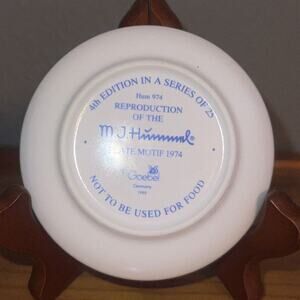 4th EDITION IN A SERIES OF 25
Hum 974
REPRODUCTION
OF THE
M.J. Hümmel®
PLATE MOTIF 1974
Goebel
Germany
NOT TO BE USED FOR FOOD